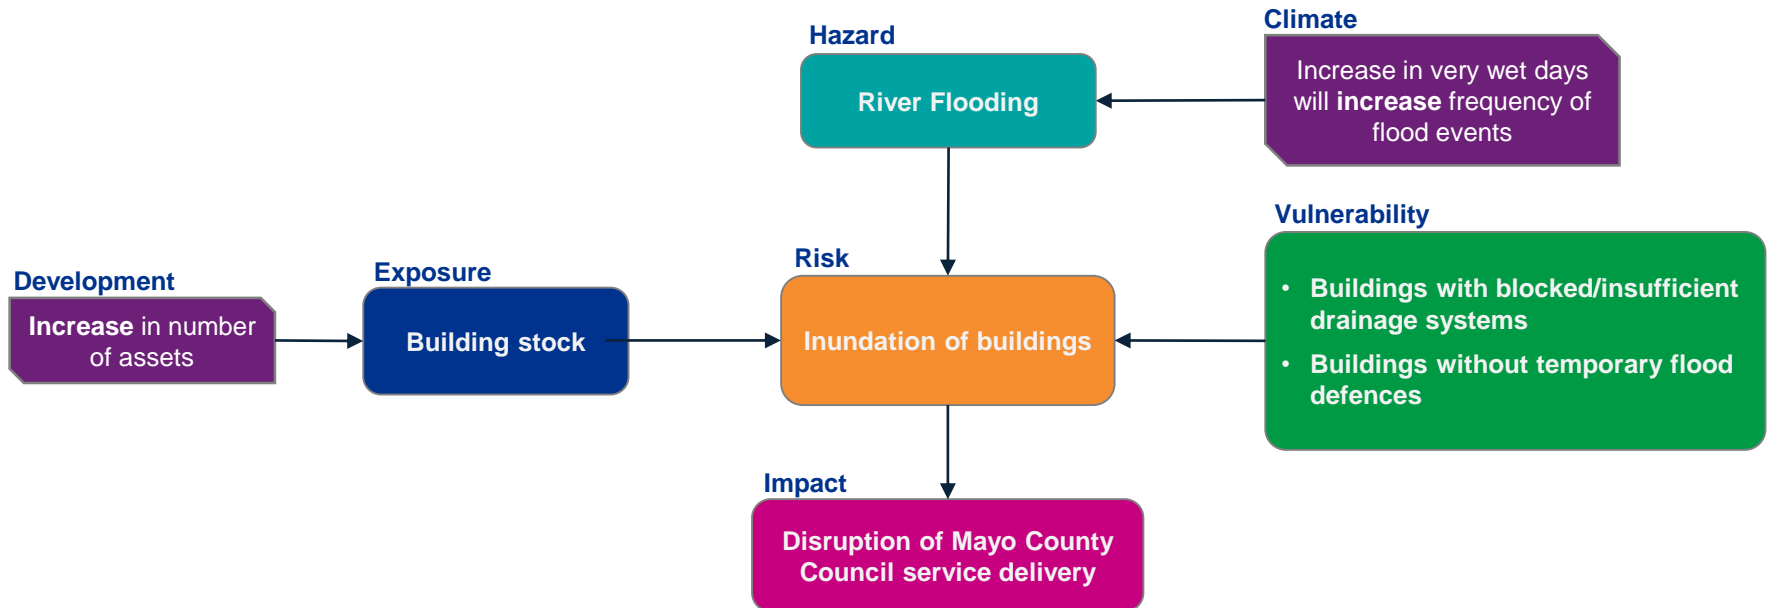 Climate
Increase in very wet days
will increase frequency of
flood events
Hazard
River Flooding
Vulnerability
• Buildings with blocked/insufficient
drainage systems
• Buildings without temporary flood
defences
Risk
Inundation of buildings
Exposure
Building stock
Development
Increase in number
of assets
Impact
Disruption of Mayo County
Council service delivery